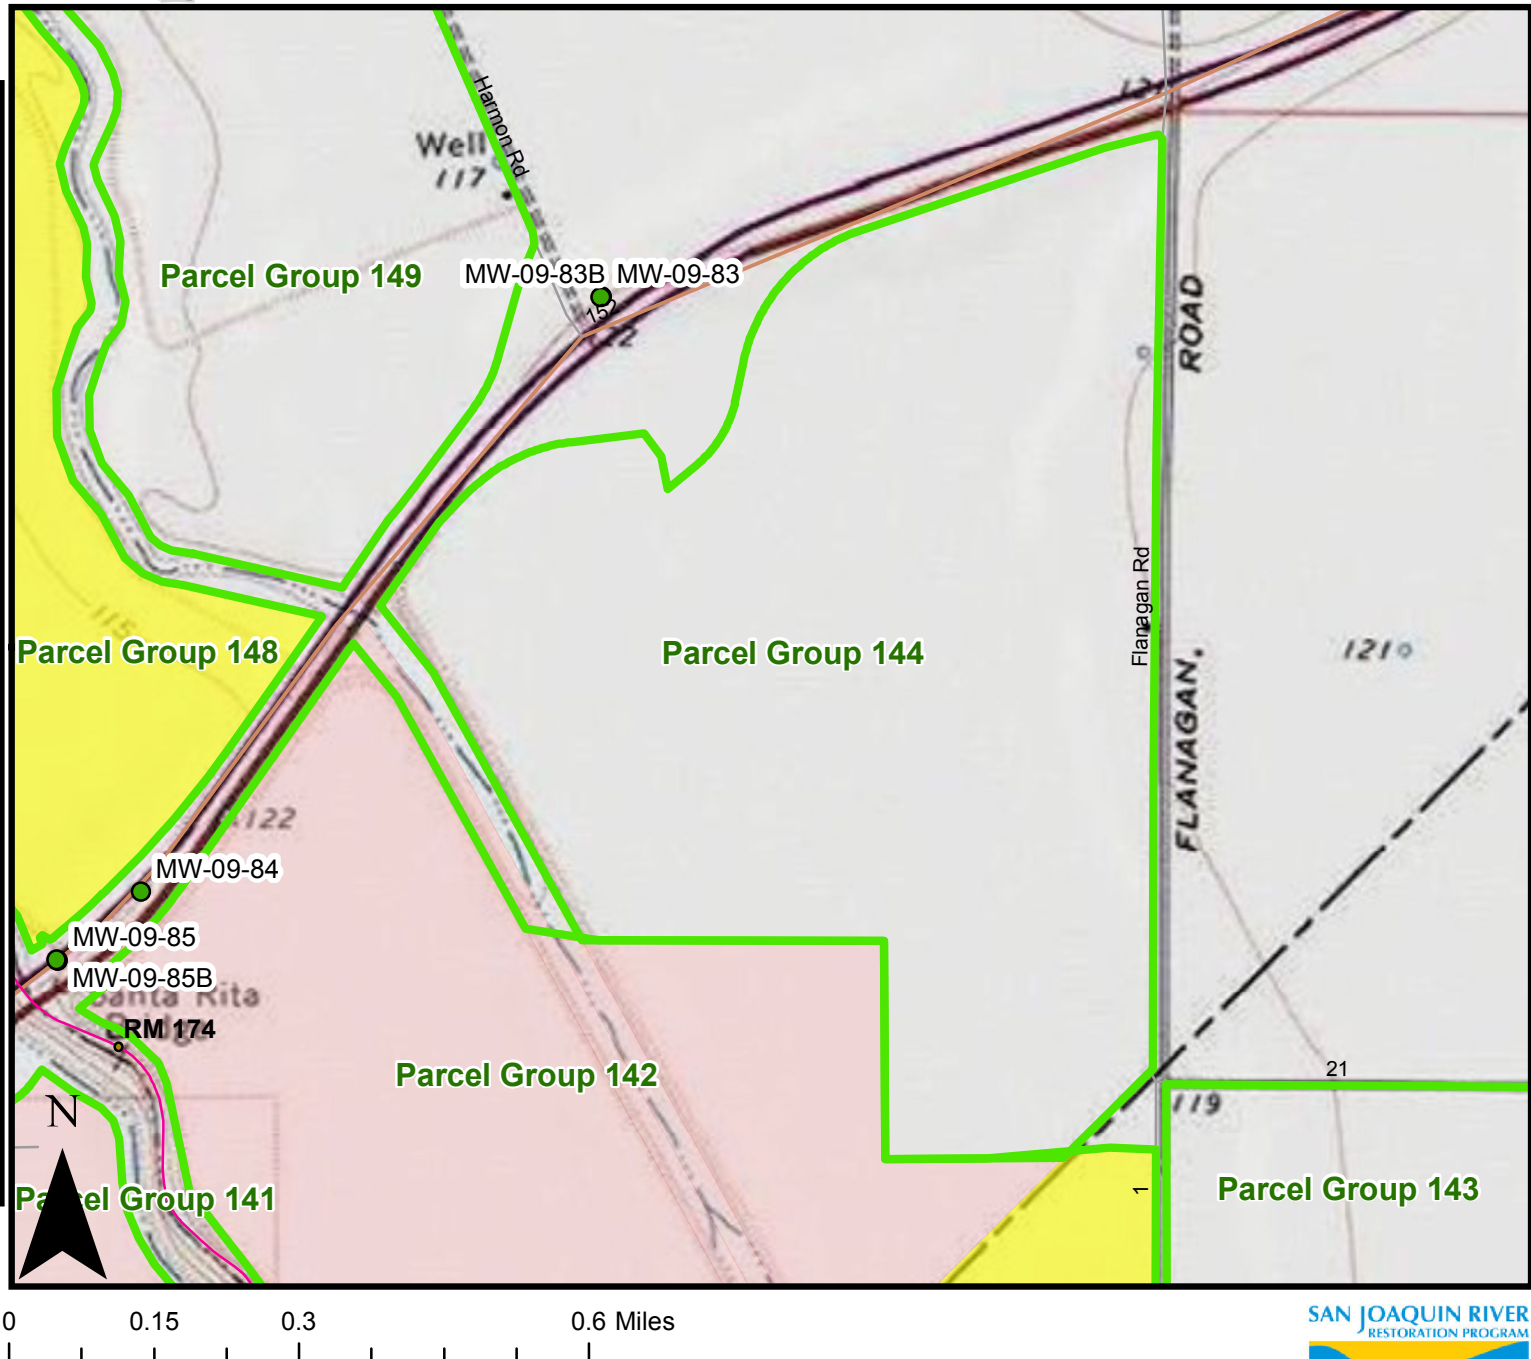 121
Harmon Rd
Well
117
Parcel Group 149
MW-09-83B MW-09-83
152
ROAD
Flanagan Rd
Parcel Group 148
Parcel Group 144
115
121
FLANAGAN.
122
MW-09-84
MW-09-85
MW-09-85B
Santa Rita
RM 174
Parcel Group 142
21
N
119
Parcel Group 141
1
Parcel Group 143
0 0.15 0.3 0.6 Miles
SAN JOAQUIN RIVER
RESTORATION PROGRAM